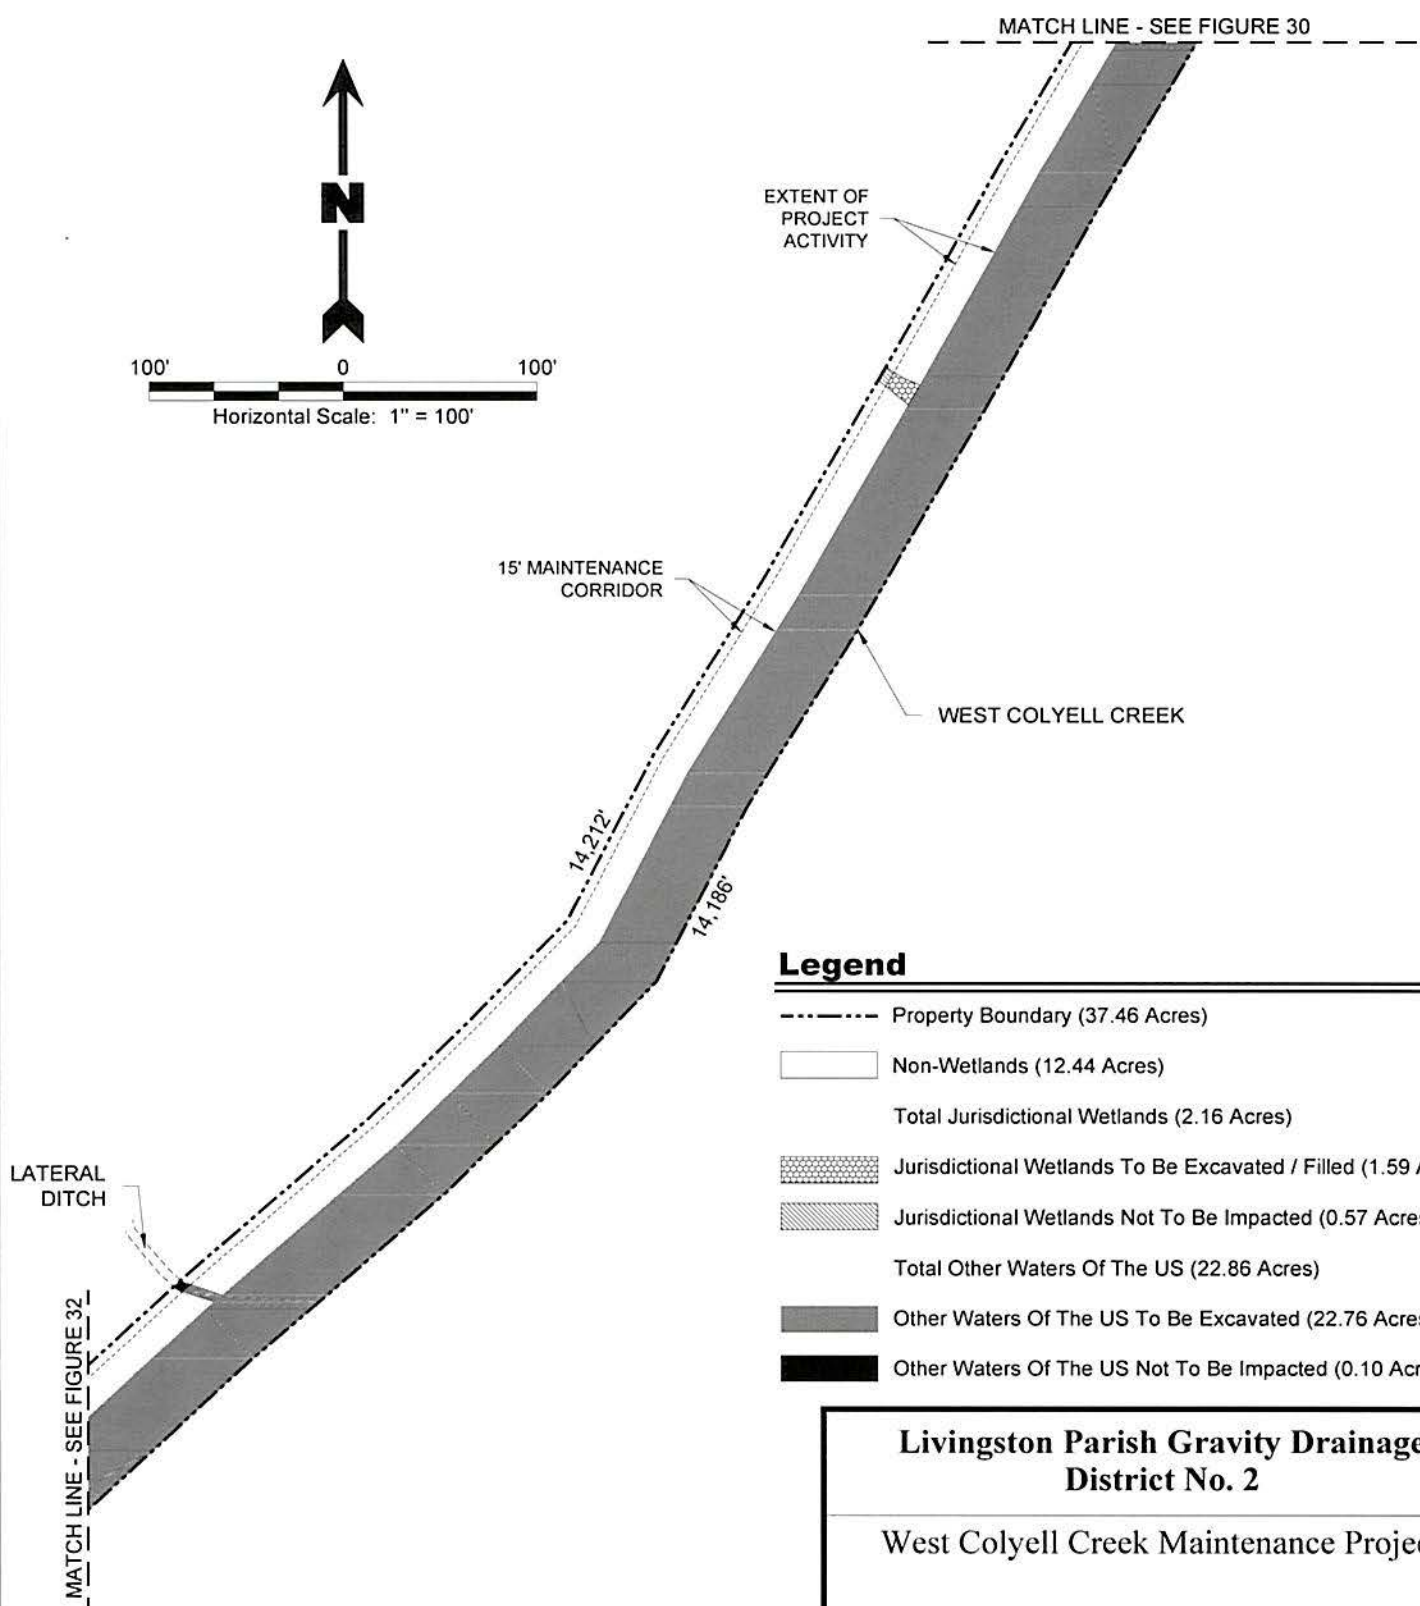 MATCH LINE - SEE FIGURE 30
N
EXTENT OF
PROJECT
ACTIVITY
100'
0
100'
Horizontal Scale: 1" = 100'
15' MAINTENANCE
CORRIDOR
WEST COLYELL CREEK
14,212'
14,186'
LATERAL
DITCH
MATCH LINE - SEE FIGURE 32
Legend
Property Boundary (37.46 Acres)
Non-Wetlands (12.44 Acres)
Total Jurisdictional Wetlands (2.16 Acres)
Jurisdictional Wetlands To Be Excavated / Filled (1.59 A
Jurisdictional Wetlands Not To Be Impacted (0.57 Acre
Total Other Waters Of The US (22.86 Acres)
Other Waters Of The US To Be Excavated (22.76 Acre
Other Waters Of The US Not To Be Impacted (0.10 Acr
Livingston Parish Gravity Drainage
District No. 2
West Colyell Creek Maintenance Projec